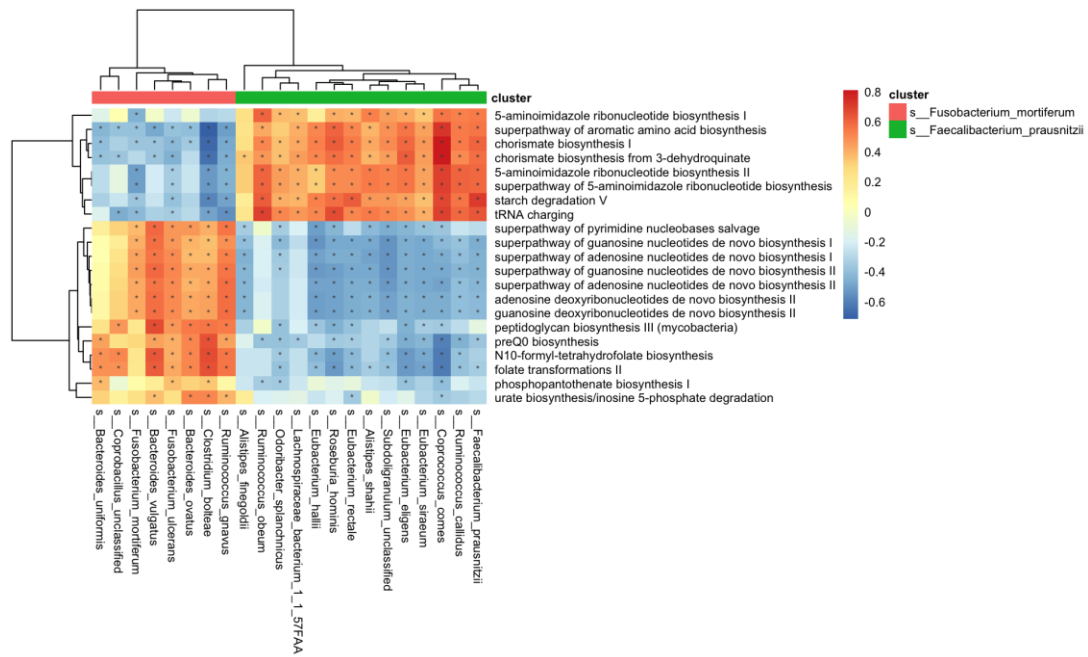 cluster
5-aminoimidazole ribonucleotide biosynthesis I
superpathway of aromatic amino acid biosynthesis
chorismate biosynthesis I
chorismate biosynthesis from 3-dehydroquinate
5-aminoimidazole ribonucleotide biosynthesis II
superpathway of 5-aminoimidazole ribonucleotide biosynthesis
starch degradation V
tRNA charging
superpathway of pyrimidine nucleobases salvage
superpathway of guanosine nucleotides de novo biosynthesis I
superpathway of adenosine nucleotides de novo biosynthesis I
superpathway of guanosine nucleotides de novo biosynthesis II
superpathway of adenosine nucleotides de novo biosynthesis II
adenosine deoxyribonucleotides de novo biosynthesis II
guanosine deoxyribonucleotides de novo biosynthesis II
peptidoglycan biosynthesis III (mycobacteria)
preQ0 biosynthesis
N10-formyl-tetrahydrofolate biosynthesis
folate transformations II
phosphopantothenate biosynthesis I
urate biosynthesis/inosine 5-phosphate degradation
0.8
0.6
0.4
0.2
0
-0.2
-0.4
-0.6
cluster
s__Fusobacterium_mortiferum
s__Faecalibacterium_prausnitzii
s__Bacteroides_uniformis
s__Coprobacillus_unclassified
s__Fusobacterium_mortiferum
s__Bacteroides_vulgatus
s__Fusobacterium_ulcerans
s__Bacteroides_ovatus
s__Clostridium_bolteae
s__Ruminococcus_gnavus
s__Alistipes_finegoldii
s__Ruminococcus_obeum
s__Odoribacter_splanchnicus
s__Lachnospiraceae_bacterium_1_1_57FAA
s__Eubacterium_hallii
s__Roseburia_hominis
s__Eubacterium_rectale
s__Alistipes_shahii
s__Subdoligranulum_unclassified
s__Eubacterium_eligens
s__Eubacterium_siraeum
s__Coprococcus_comes
s__Ruminococcus_callidus
s__Faecalibacterium_prausnitzii